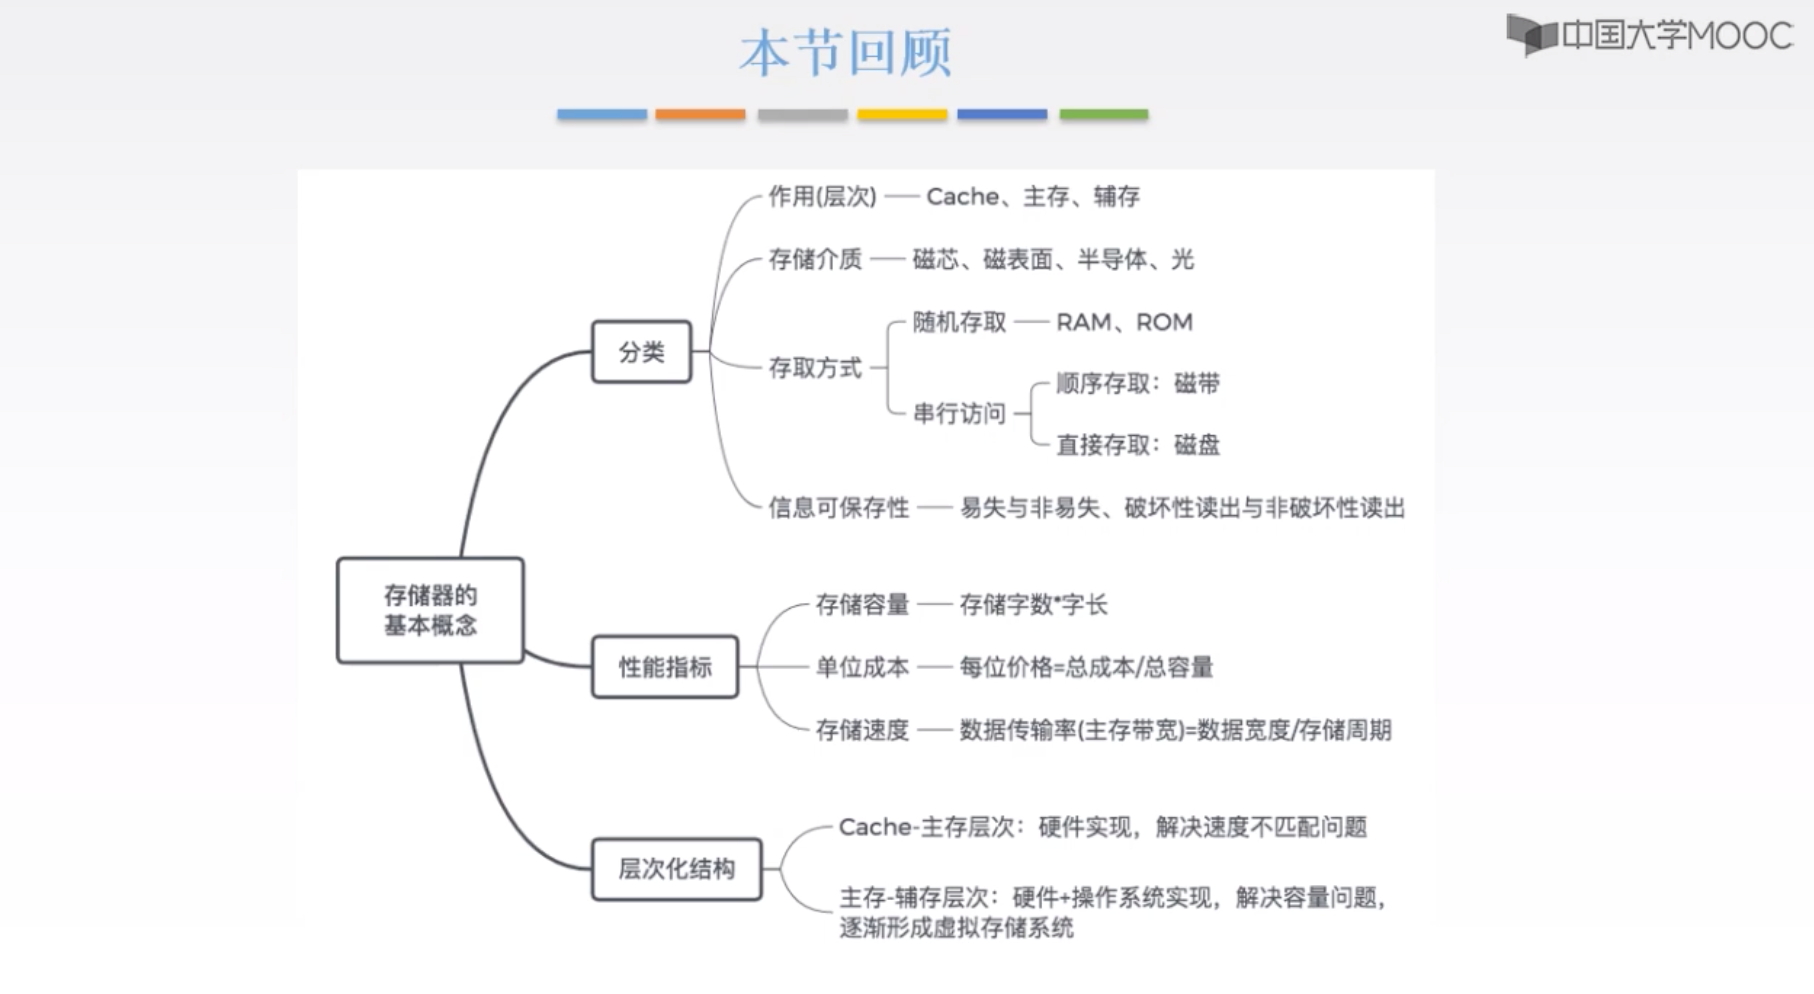 本节回顾
中国大学MOOC
作用(层次)
Cache、主存、辅存
存储介质
磁芯、磁表面、半导体、光
分类
存取方式
随机存取
RAM、ROM
串行访问
顺序存取：磁带
直接存取：磁盘
信息可保存性
易失与非易失、破坏性读出与非破坏性读出
存储器的
基本概念
性能指标
存储容量
存储字数*字长
单位成本
每位价格=总成本/总容量
存储速度
数据传输率(主存带宽)=数据宽度/存储周期
层次化结构
Cache-主存层次：硬件实现，解决速度不匹配问题
主存-辅存层次：硬件+操作系统实现，解决容量问题，
逐渐形成虚拟存储系统